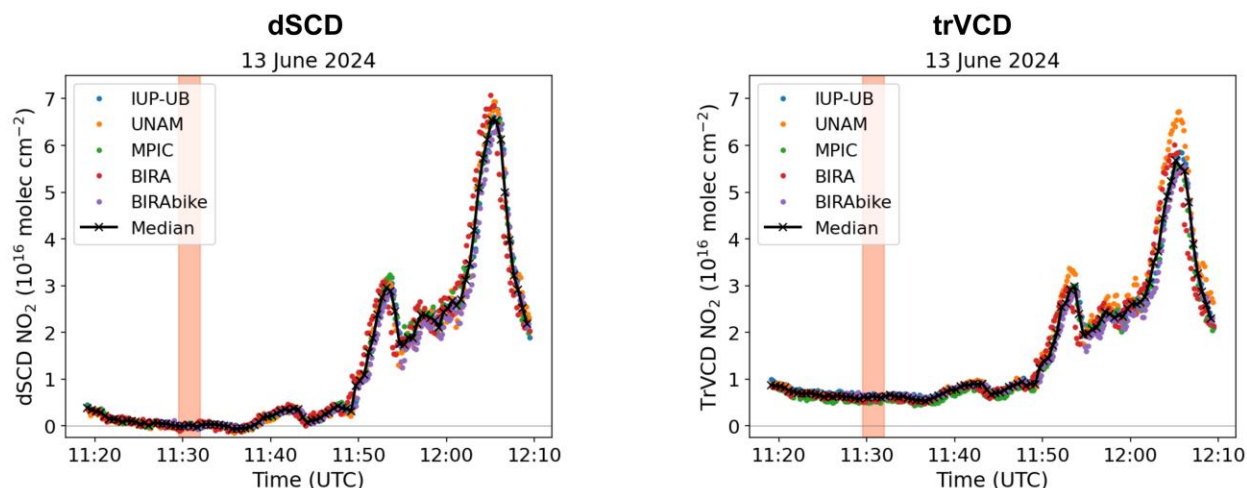 dSCD
13 June 2024
dSCD NO₂ (10¹⁶ molec cm⁻²)
7
6
5
4
3
2
1
0
IUP-UB
UNAM
MPIC
BIRA
BIRAbike
Median
11:20 11:30 11:40 11:50 12:00 12:10
Time (UTC)
trVCD
13 June 2024
TrVCD NO₂ (10¹⁶ molec cm⁻²)
7
6
5
4
3
2
1
0
IUP-UB
UNAM
MPIC
BIRA
BIRAbike
Median
11:20 11:30 11:40 11:50 12:00 12:10
Time (UTC)